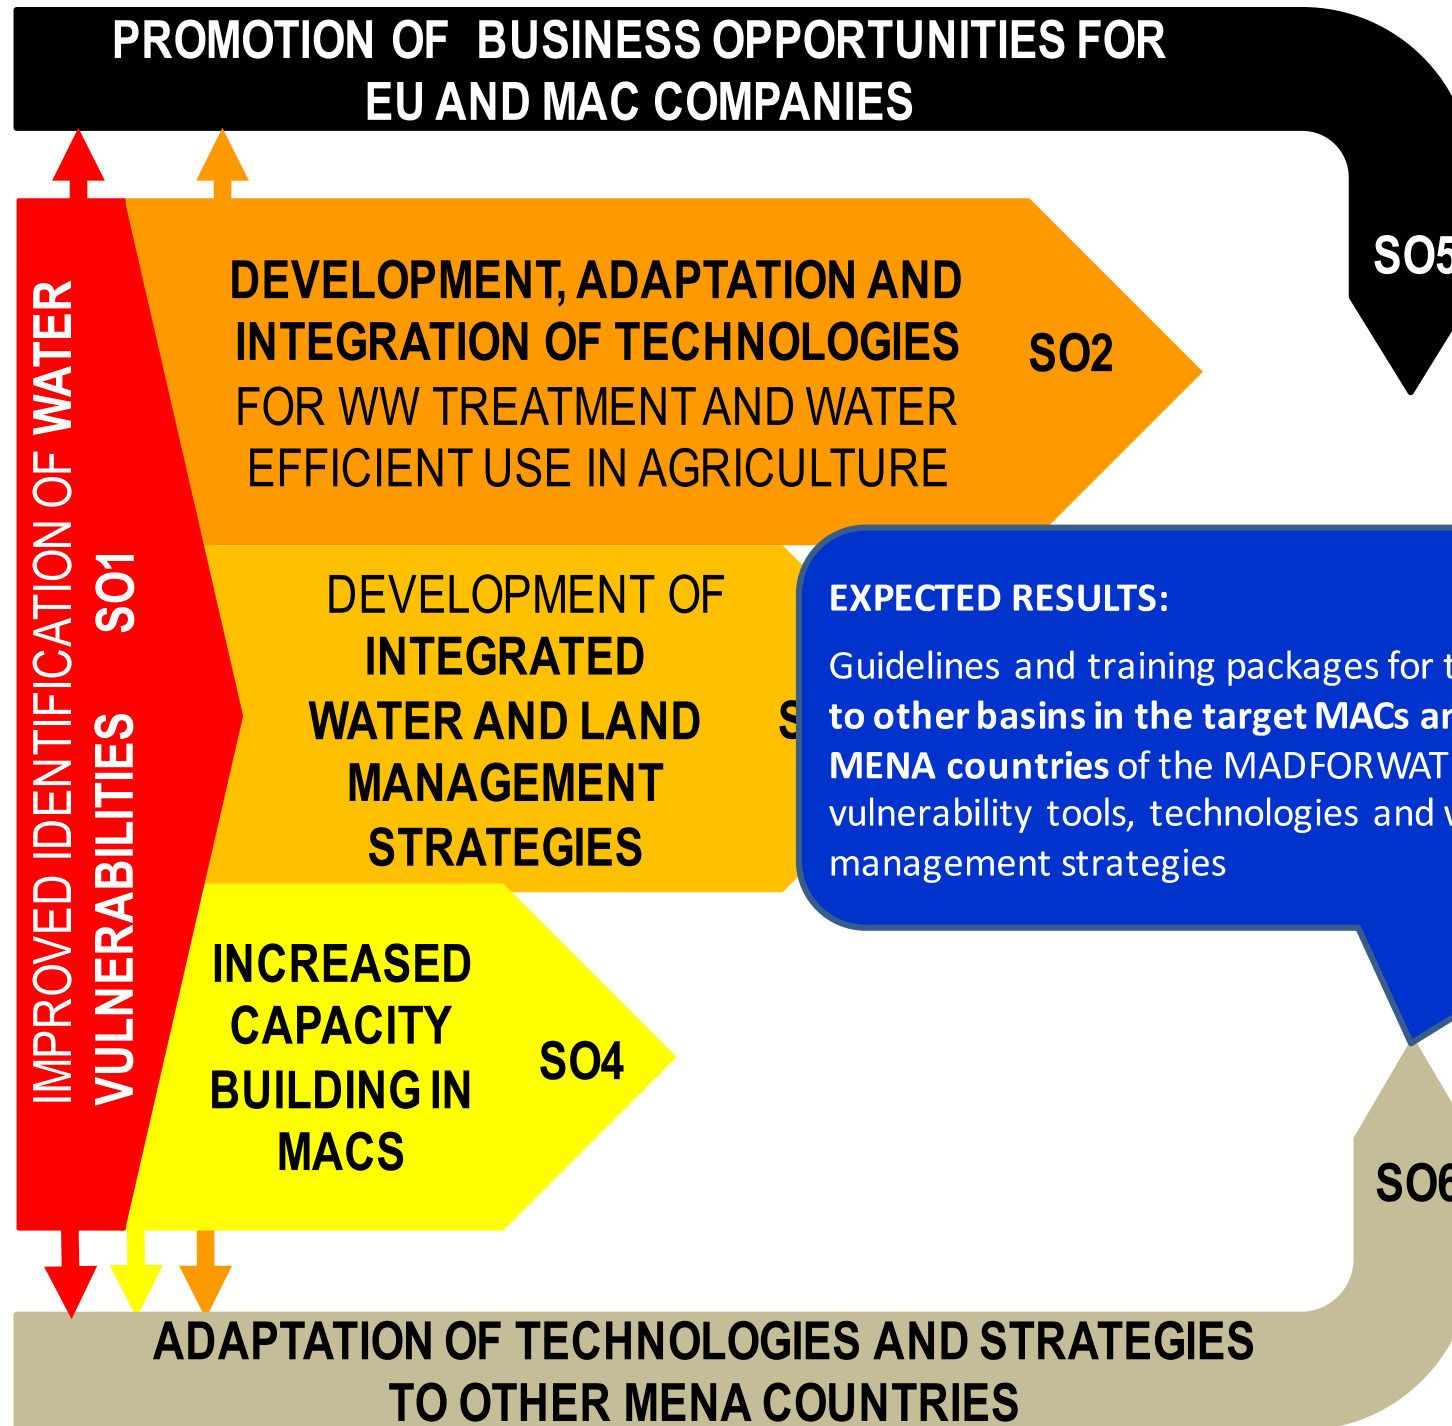 PROMOTION OF BUSINESS OPPORTUNITIES FOR
EU AND MAC COMPANIES
SO5
IMPROVED IDENTIFICATION OF WATER
VULNERABILITIES SO1
DEVELOPMENT, ADAPTATION AND
INTEGRATION OF TECHNOLOGIES
FOR WW TREATMENT AND WATER
EFFICIENT USE IN AGRICULTURE
SO2
DEVELOPMENT OF
INTEGRATED
WATER AND LAND
MANAGEMENT
STRATEGIES
EXPECTED RESULTS:
Guidelines and training packages for
to other basins in the target MACs
MENA countries of the MADFORWAT
vulnerability tools, technologies and
management strategies
INCREASED
CAPACITY
BUILDING IN
MACS
SO4
SO6
ADAPTATION OF TECHNOLOGIES AND STRATEGIES
TO OTHER MENA COUNTRIES